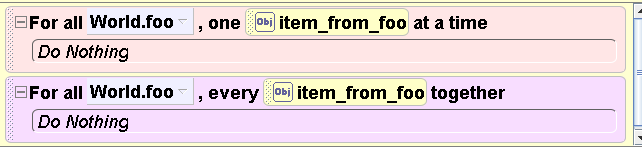 For all World.foo , one Obj item_from_foo at a time
Do Nothing
For all World.foo , every Obj item_from_foo together
Do Nothing